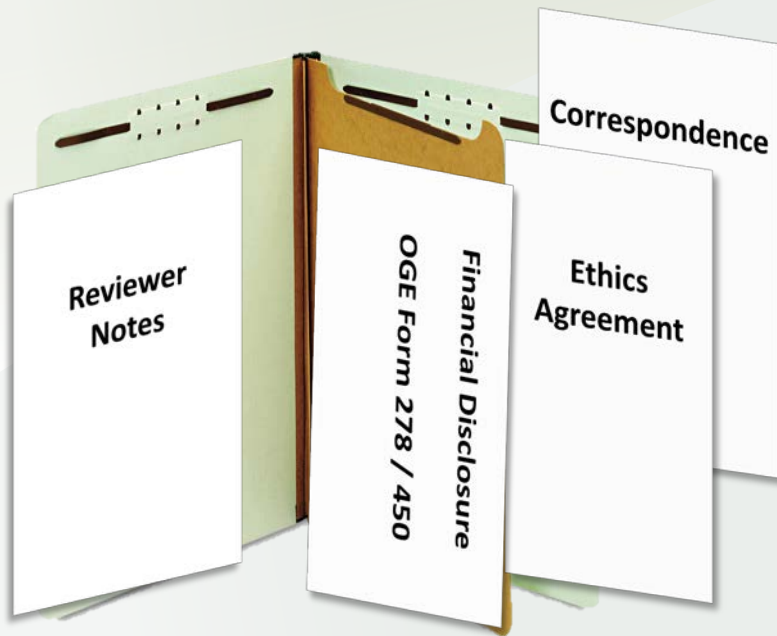 Reviewer
Notes
Financial Disclosure
OGE Form 278 / 450
Ethics
Agreement
Correspondence